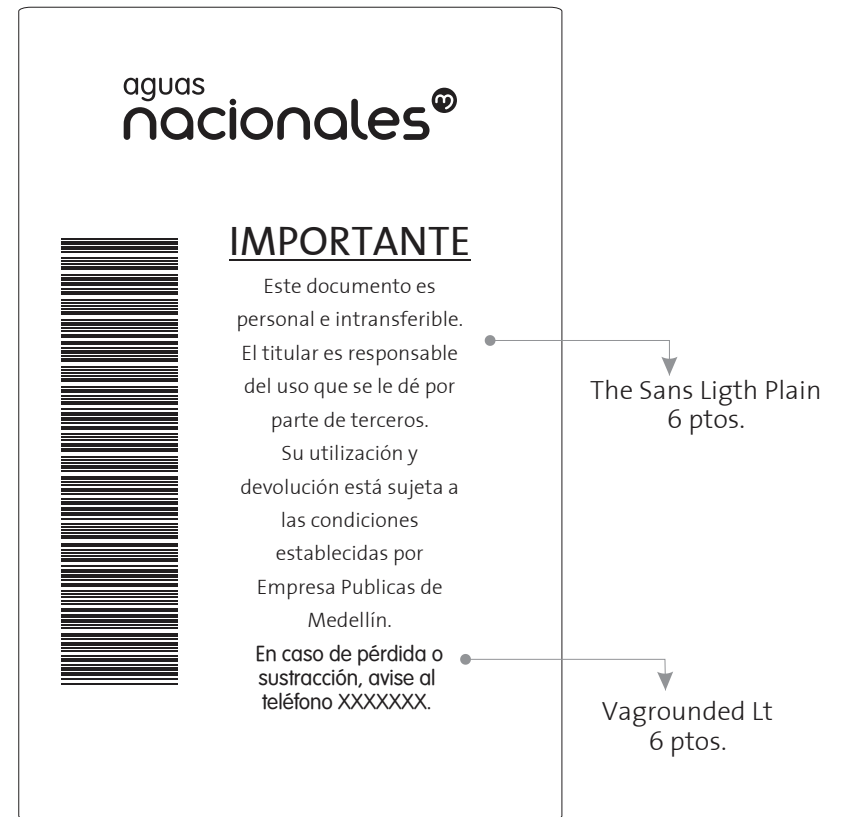 aguas
nacionales
IMPORTANTE
Este documento es
personal e intransferible.
El titular es responsable
del uso que se le dé por
parte de terceros.
Su utilización y
devolución está sujeta a
las condiciones
establecidas por
Empresa Publicas de
Medellín.
En caso de pérdida o
sustracción, avise al
teléfono XXXXXXX.
The Sans Ligth Plain
6 ptos.
Vagrounded Lt
6 ptos.